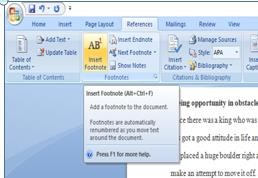 Home Insert Page Layout References Mailings Review View
Table of Contents
Add Text
Update Table
Table of Contents
AB1
Insert Footnote
Insert Endnote
Next Footnote
Show Notes
Footnotes
Insert Citation
Manage Sources
Style: APA
Bibliography
Citations & Bibliography
Insert Caption
Insert Footnote (Alt+Ctrl+F)
Add a footnote to the document.
Footnotes are automatically
renumbered as you move text
around the document.
Press F1 for more help.
ing opportunity in obstacle
ce there was a king who was
got a good attitude in life an
placed a huge boulder right a
make an attempt to move it off.